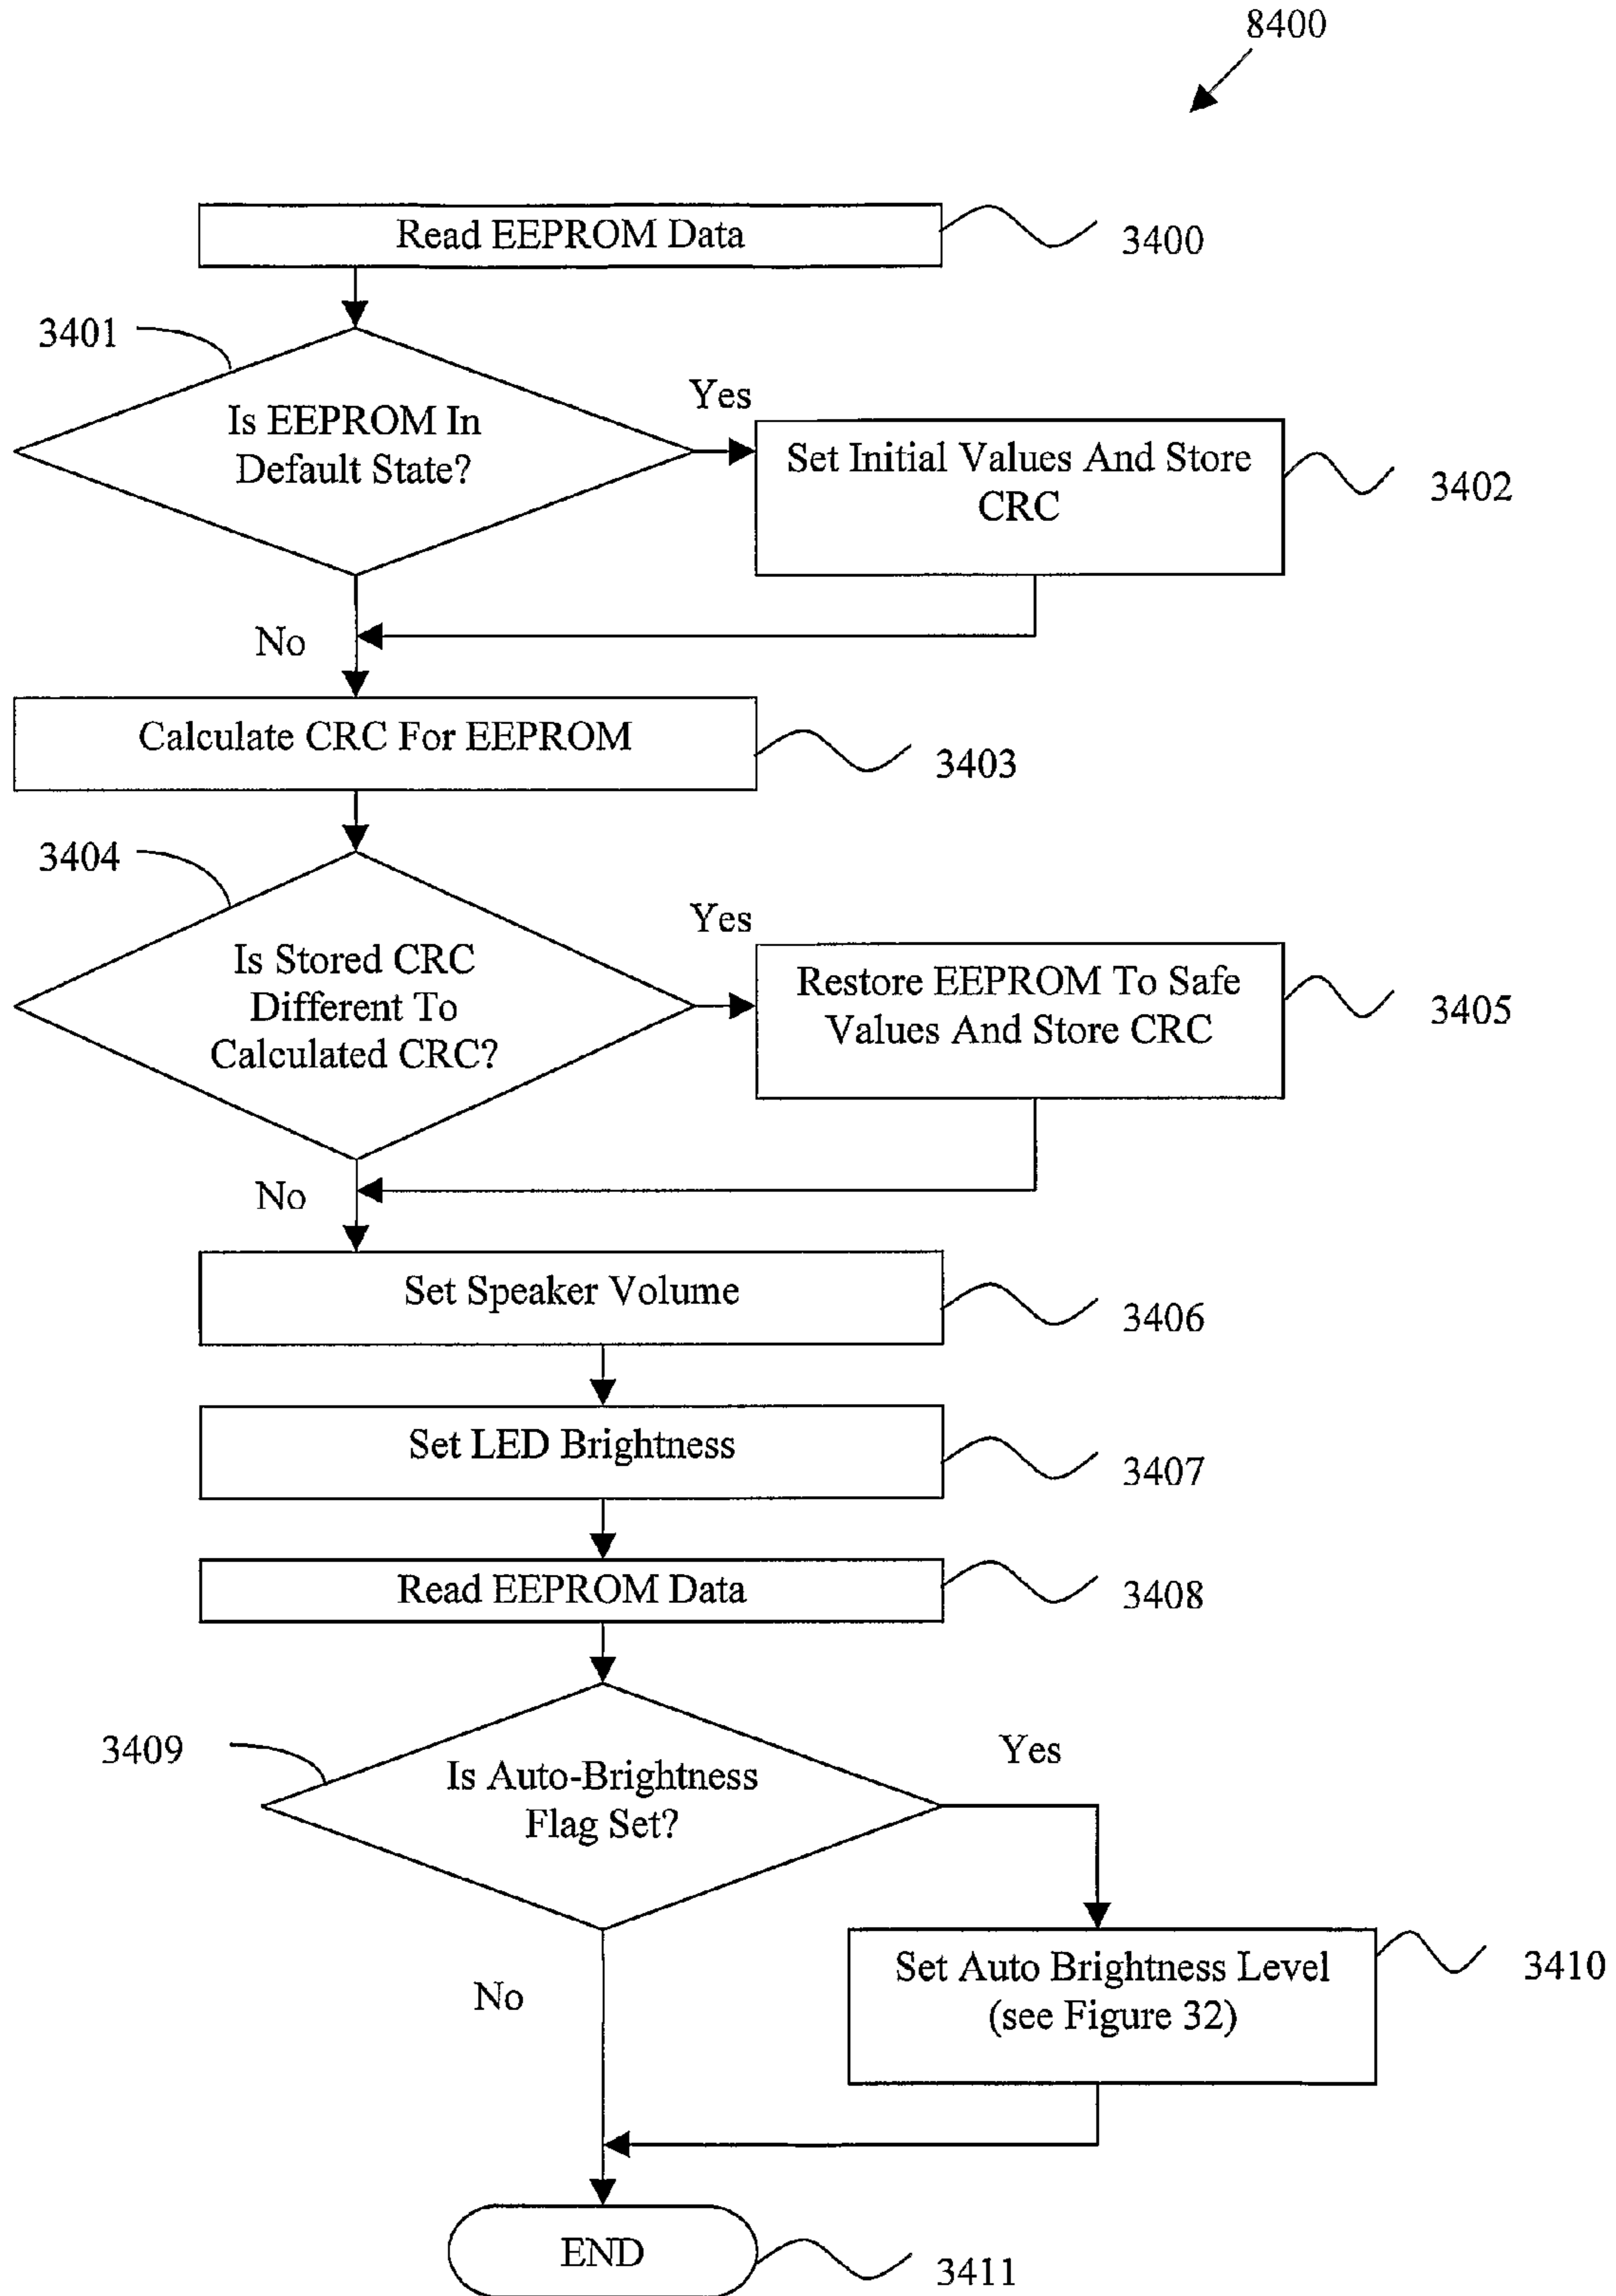 8400
Read EEPROM Data
3400
3401
Is EEPROM In
Default State?
Yes
Set Initial Values And Store
CRC
3402
No
Calculate CRC For EEPROM
3403
3404
Is Stored CRC
Different To
Calculated CRC?
Yes
Restore EEPROM To Safe
Values And Store CRC
3405
No
Set Speaker Volume
3406
Set LED Brightness
3407
Read EEPROM Data
3408
3409
Is Auto-Brightness
Flag Set?
Yes
Set Auto Brightness Level
(see Figure 32)
3410
No
END
3411